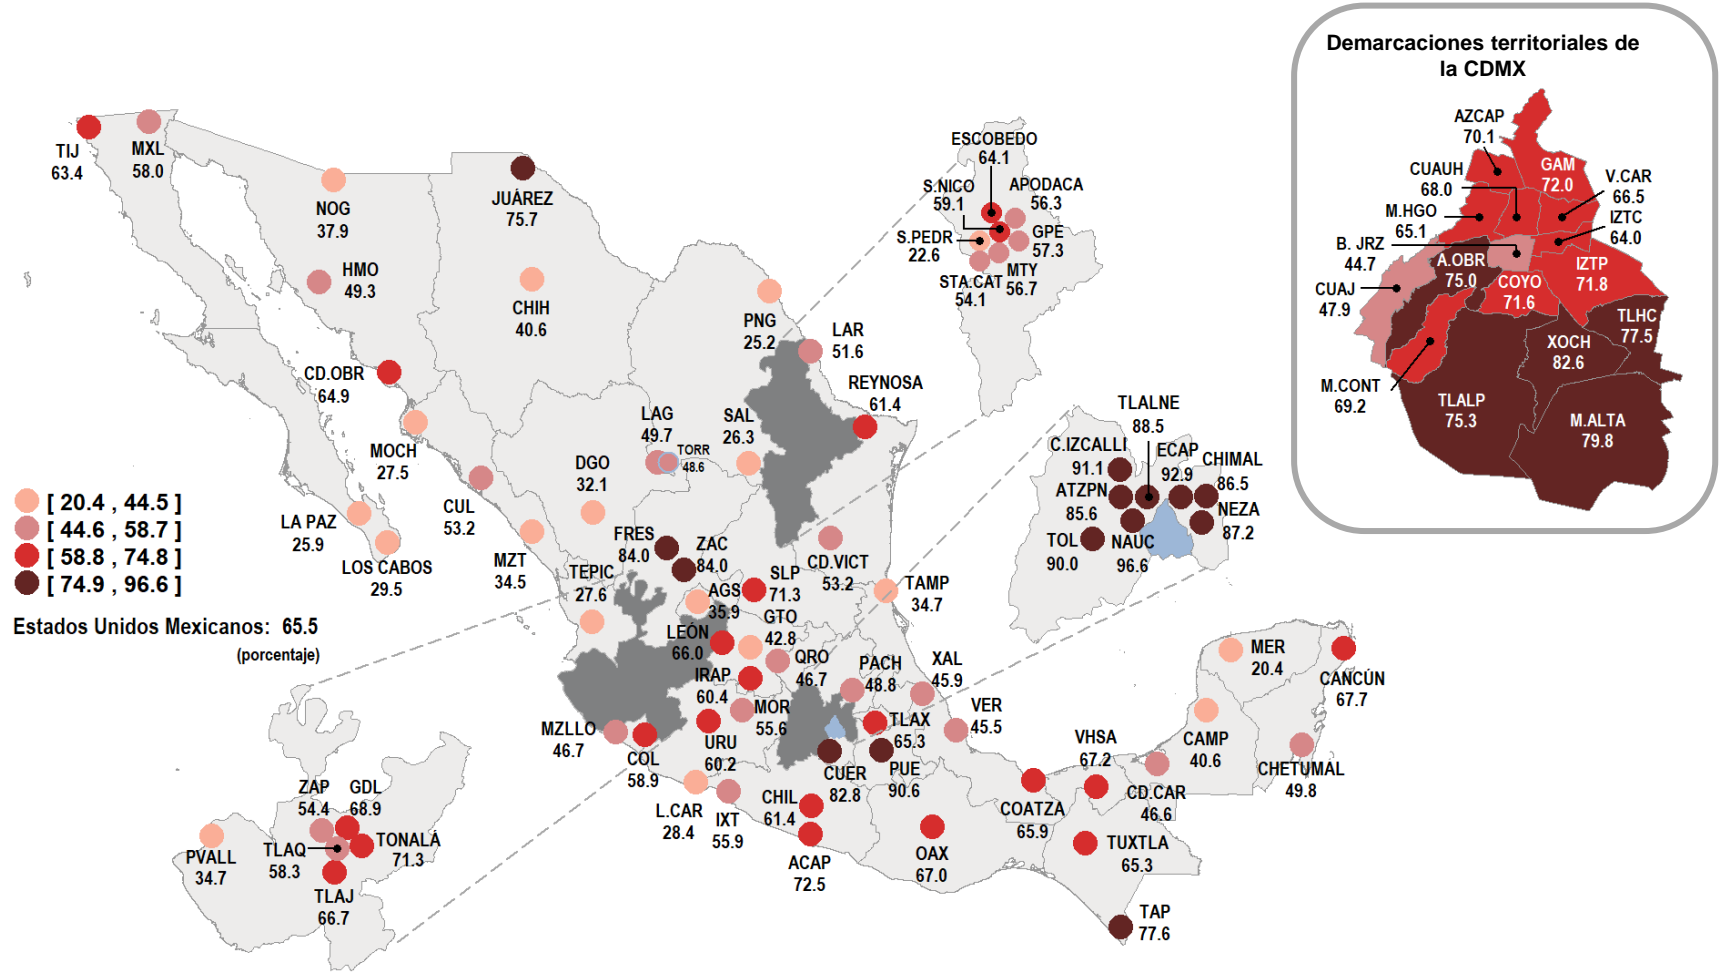 Demarcaciones territoriales de
la CDMX
AZCAP
70.1
CUAUH
68.0
GAM
72.0
V.CAR
66.5
M.HGO
65.1
IZTC
64.0
B. JRZ
44.7
A.OBR
75.0
IZTP
71.8
CUAJ
47.9
COYO
71.6
TLHC
77.5
XOCH
82.6
M.CONT
69.2
TLALP
75.3
M.ALTA
79.8
TIJ
63.4
MXL
58.0
NOG
37.9
JUÁREZ
75.7
HMO
49.3
CHIH
40.6
CD.OBR
64.9
MOCH
27.5
CUL
53.2
LA PAZ
25.9
LOS CABOS
29.5
MZT
34.5
DGO
32.1
LAG
49.7
TORR
48.6
SAL
26.3
PNG
25.2
LAR
51.6
REYNOSA
61.4
ESCOBEDO
64.1
S.NICO
59.1
APODACA
56.3
S.PEDR
22.6
GPE
57.3
MTY
56.7
STA.CAT
54.1
FRES
84.0
ZAC
84.0
TEPIC
27.6
AGS
35.9
SLP
71.3
CD.VICT
53.2
TAMP
34.7
GTO
42.8
LEÓN
66.0
IRAP
60.4
QRO
46.7
PACH
48.8
XAL
45.9
MOR
55.6
MZLLO
46.7
COL
58.9
URU
60.2
L.CAR
28.4
IXT
55.9
CHIL
61.4
ACAP
72.5
CUER
82.8
PUE
90.6
TLAX
65.3
VER
45.5
OAX
67.0
COATZA
65.9
VHSA
67.2
CD.CAR
46.6
TUXTLA
65.3
TAP
77.6
CAMP
40.6
MER
20.4
CANCÚN
67.7
CHETUMAL
49.8
TLALNE
88.5
C.IZCALLI
91.1
ECAP
92.9
CHIMAL
86.5
ATZPN
85.6
NEZA
87.2
TOL
90.0
NAUC
96.6
[ 20.4 , 44.5 ]
[ 44.6 , 58.7 ]
[ 58.8 , 74.8 ]
[ 74.9 , 96.6 ]
Estados Unidos Mexicanos: 65.5
(porcentaje)
ZAP
54.4
GDL
68.9
TONALÁ
71.3
TLAQ
58.3
PVALL
34.7
TLAJ
66.7